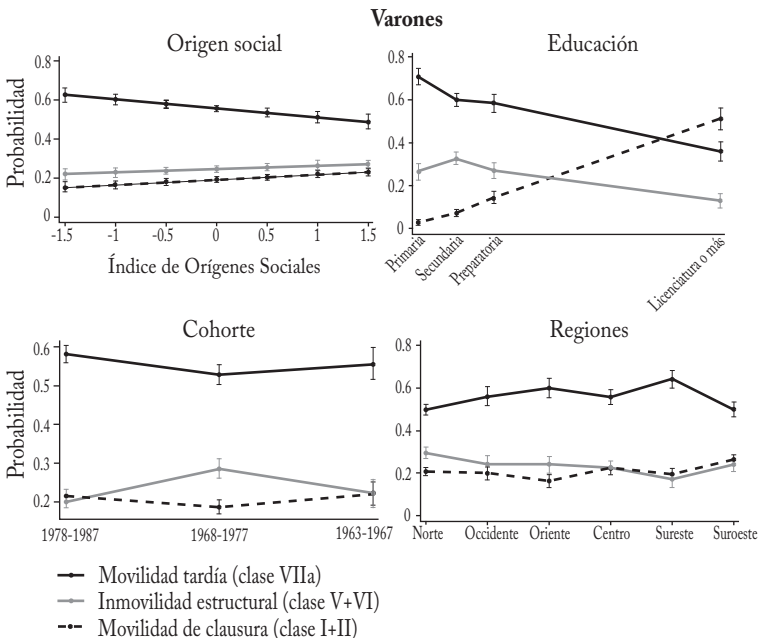 Varones
Origen social
Probabilidad
0.8
0.6
0.4
0.2
0
-1.5 -1 -0.5 0 0.5 1 1.5
Índice de Orígenes Sociales
Educación
0.8
0.6
0.4
0.2
0
Primaria
Secundaria
Preparatoria
Licenciatura o más
Cohorte
Probabilidad
0.6
0.5
0.3
0.2
1978-1987 1968-1977 1963-1967
Regiones
0.8
0.6
0.4
0.2
0
Norte Occidente Oriente Centro Sureste Suroeste
Movilidad tardía (clase VIIa)
Inmovilidad estructural (clase V+VI)
Movilidad de clausura (clase I+II)